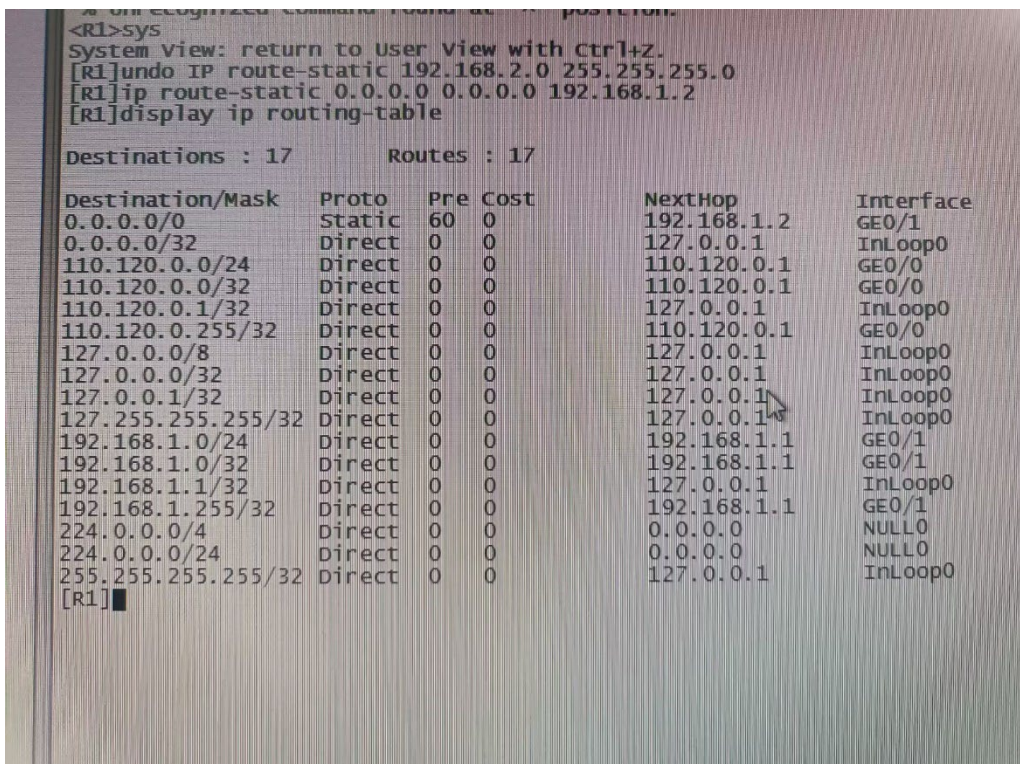 <R1>sys
System View: return to User View with Ctrl+Z.
[R1]undo IP route-static 192.168.2.0 255.255.255.0
[R1]ip route-static 0.0.0.0 0.0.0.0 192.168.1.2
[R1]display ip routing-table
Destinations : 17 Routes : 17
Destination/Mask Proto Pre Cost NextHop Interface
0.0.0.0/0 Static 60 0 192.168.1.2 GE0/1
0.0.0.0/32 Direct 0 0 127.0.0.1 InLoop0
110.120.0.0/24 Direct 0 0 110.120.0.1 GE0/0
110.120.0.0/32 Direct 0 0 110.120.0.1 GE0/0
110.120.0.1/32 Direct 0 0 127.0.0.1 InLoop0
110.120.0.255/32 Direct 0 0 110.120.0.1 GE0/0
127.0.0.0/8 Direct 0 0 127.0.0.1 InLoop0
127.0.0.0/32 Direct 0 0 127.0.0.1 InLoop0
127.0.0.1/32 Direct 0 0 127.0.0.1 InLoop0
127.255.255.255/32 Direct 0 0 127.0.0.1 InLoop0
192.168.1.0/24 Direct 0 0 192.168.1.1 GE0/1
192.168.1.0/32 Direct 0 0 192.168.1.1 GE0/1
192.168.1.1/32 Direct 0 0 127.0.0.1 InLoop0
192.168.1.255/32 Direct 0 0 192.168.1.1 GE0/1
224.0.0.0/4 Direct 0 0 0.0.0.0 NULL0
224.0.0.0/24 Direct 0 0 0.0.0.0 NULL0
255.255.255.255/32 Direct 0 0 127.0.0.1 InLoop0
[R1]